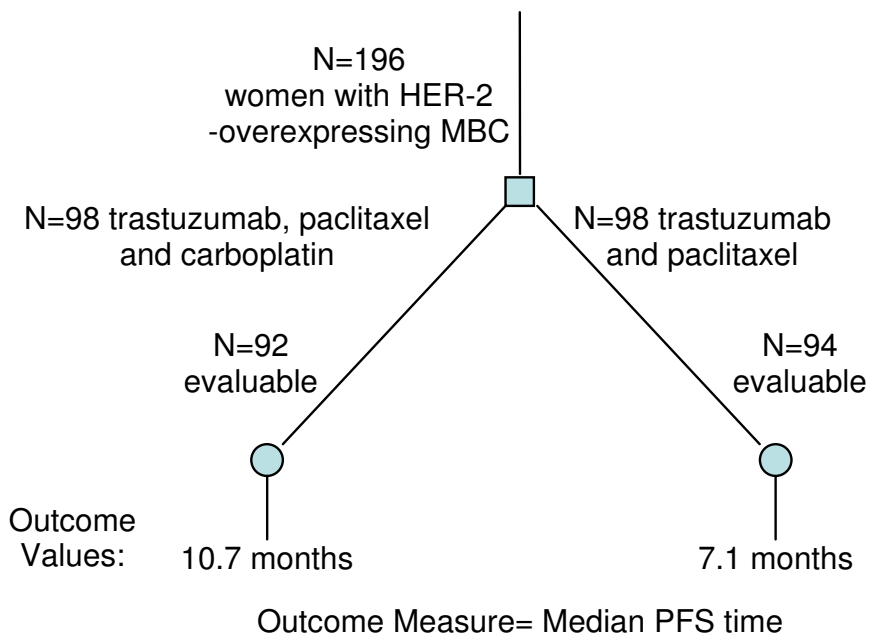 N=196
women with HER-2
-overexpressing MBC
N=98 trastuzumab, paclitaxel
and carboplatin
N=98 trastuzumab
and paclitaxel
N=92
evaluable
N=94
evaluable
Outcome
Values:
10.7 months
7.1 months
Outcome Measure= Median PFS time